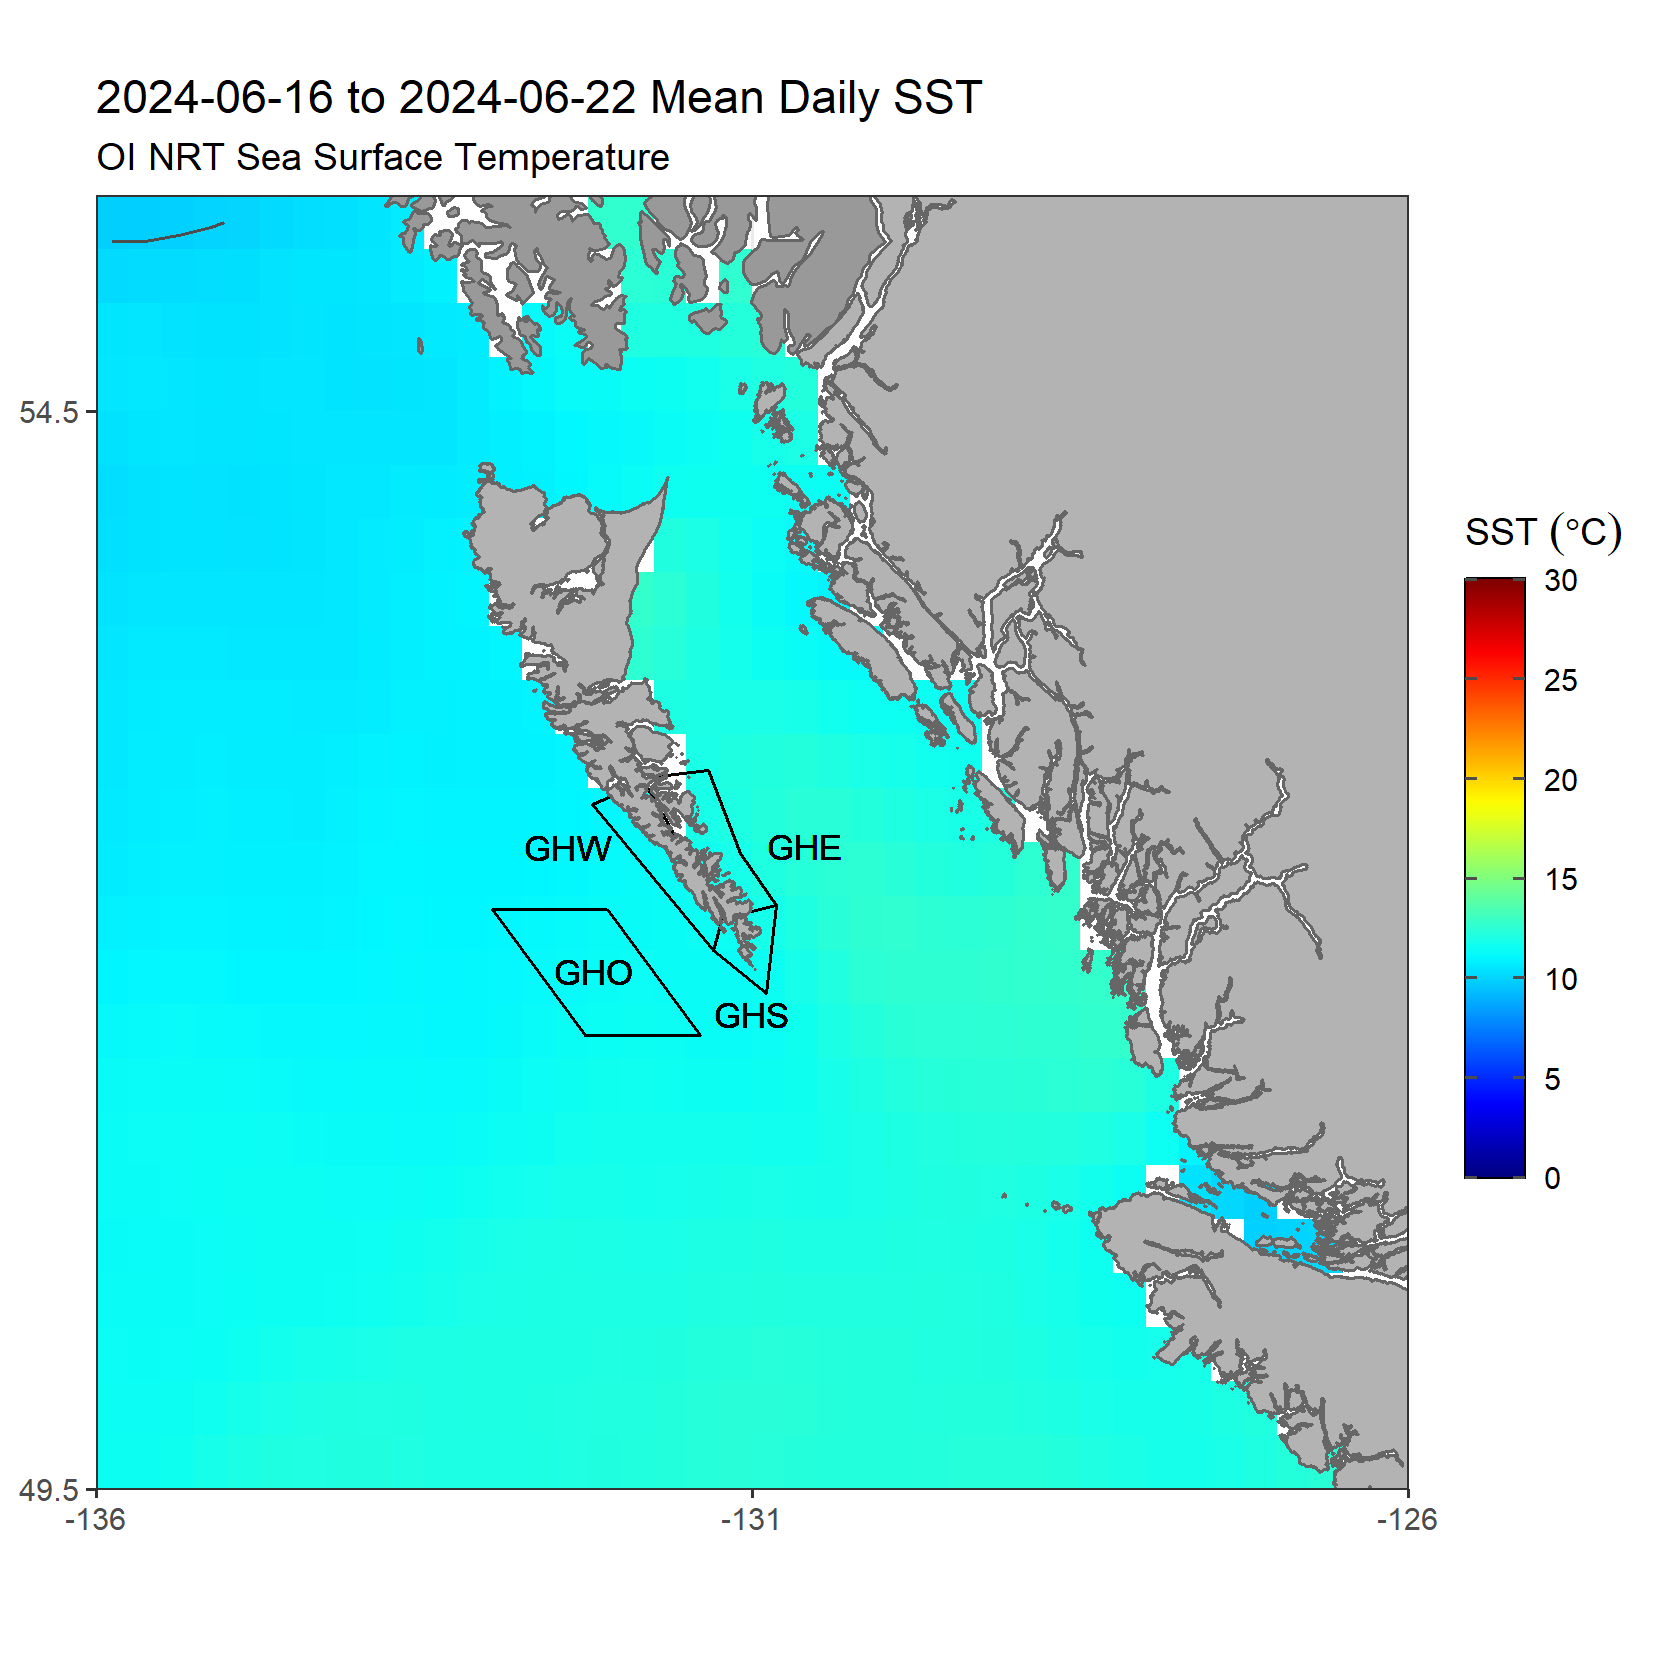 2024-06-16 to 2024-06-22 Mean Daily SST
OI NRT Sea Surface Temperature
54.5
49.5
-136
-131
-126
GHW
GHE
GHO
GHS
SST (°C)
30
25
20
15
10
5
0